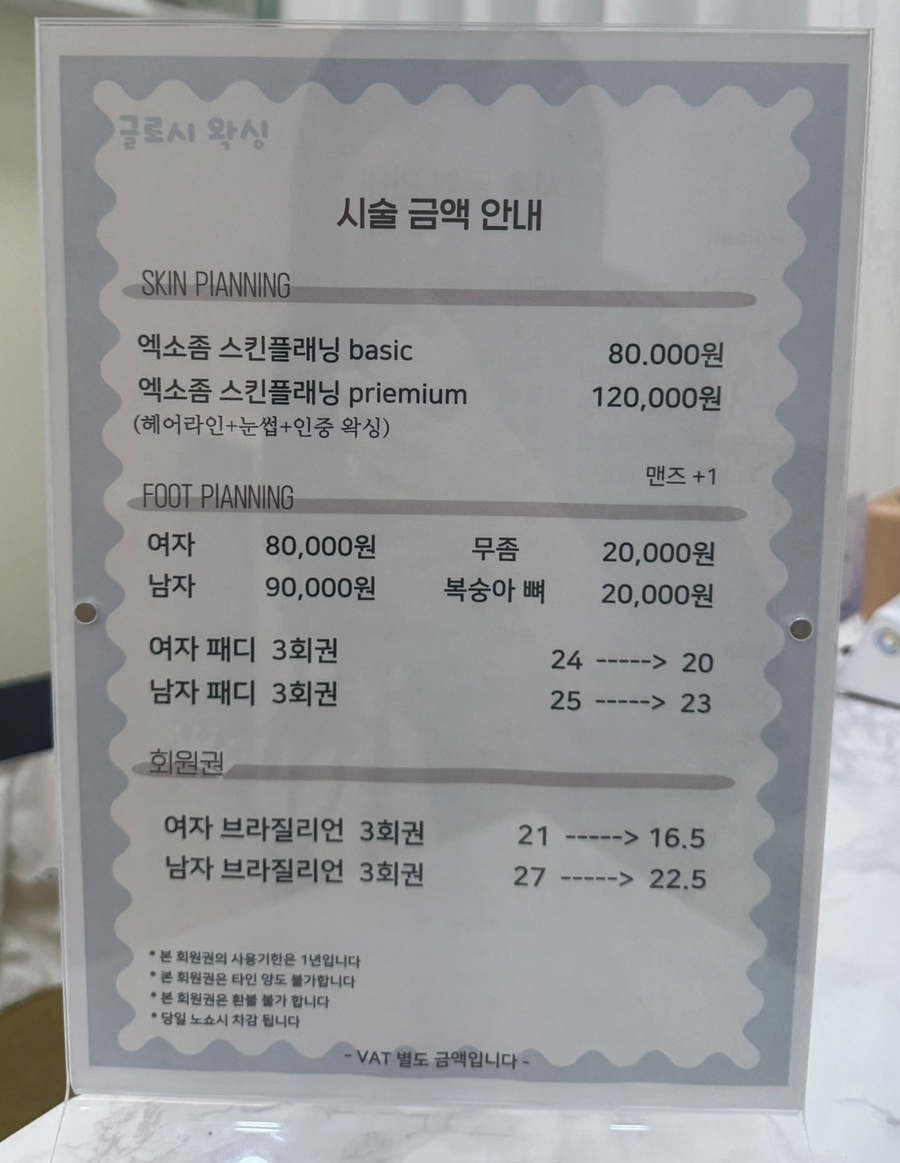 글로시 왁싱
시술 금액 안내
SKIN PlANNING
엑소좀 스킨플래닝 basic 80.000원
엑소좀 스킨플래닝 priemium 120,000원
(헤어라인+눈썹+인중 왁싱)
맨즈 +1
FOOT PlANNING
여자 80,000원 무좀 20,000원
남자 90,000원 복숭아 뼈 20,000원
여자 패디 3회권 24 -----> 20
남자 패디 3회권 25 -----> 23
회원권
여자 브라질리언 3회권 21 -----> 16.5
남자 브라질리언 3회권 27 -----> 22.5
* 본 회원권의 사용기한은 1년입니다
* 본 회원권은 타인 양도 불가합니다
* 본 회원권은 환불 불가 합니다
* 당일 노쇼시 차감 됩니다
- VAT 별도 금액입니다 -